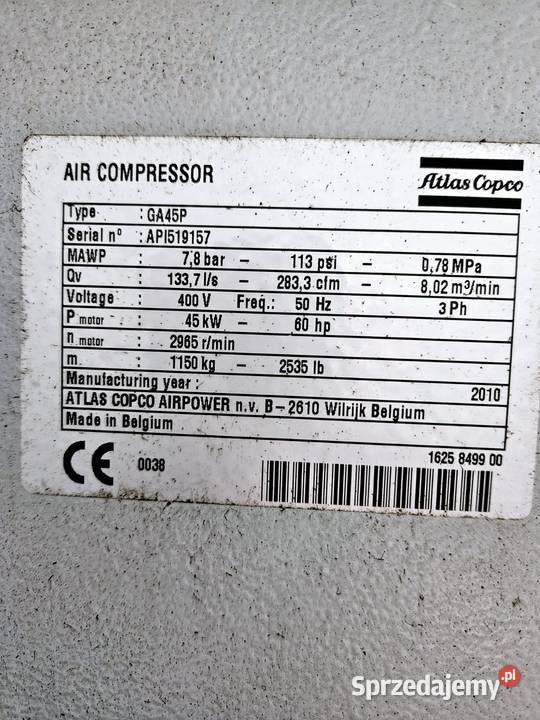 AIR COMPRESSOR
Atlas Copco
Type : GA45P
Serial nº : API519157
MAWP : 7,8 bar – 113 psi – 0,78 MPa
Qv : 133,7 l/s – 283,3 cfm – 8,02 m³/min
Voltage : 400 V Freq.: 50 Hz 3 Ph
P motor : 45 kW – 60 hp
n motor : 2965 r/min
m. : 1150 kg – 2535 lb
Manufacturing year : 2010
ATLAS COPCO AIRPOWER n.v. B-2610 Wilrijk Belgium
Made in Belgium
CE 0038
1625 8499 00
Sprzedajemy.pl